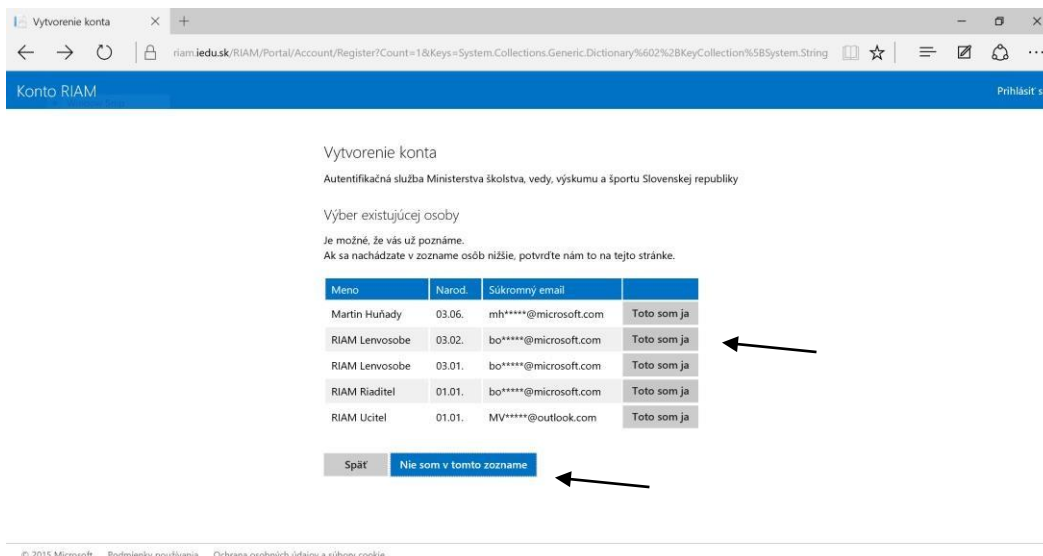 Vytvorenie konta
riam.iedu.sk/RIAM/Portal/Account/Register?Count=1&Keys=System.Collections.Generic.Dictionary%602%2BKeyCollection%5BSystem.String
Konto RIAM Prihlásiť s
Vytvorenie konta
Autentifikačná služba Ministerstva školstva, vedy, výskumu a športu Slovenskej republiky
Výber existujúcej osoby
Je možné, že vás už poznáme.
Ak sa nachádzate v zozname osôb nižšie, potvrďte nám to na tejto stránke.
Meno Narod. Súkromný email
Martin Huňady 03.06. mh*****@microsoft.com Toto som ja
RIAM Lenvosobe 03.02. bo*****@microsoft.com Toto som ja
RIAM Lenvosobe 03.01. bo*****@microsoft.com Toto som ja
RIAM Riaditel 01.01. bo*****@microsoft.com Toto som ja
RIAM Ucitel 01.01. MV*****@outlook.com Toto som ja
Späť Nie som v tomto zozname
© 2015 Microsoft Podmienky používania Ochrana osobných údajov a súbory cookie